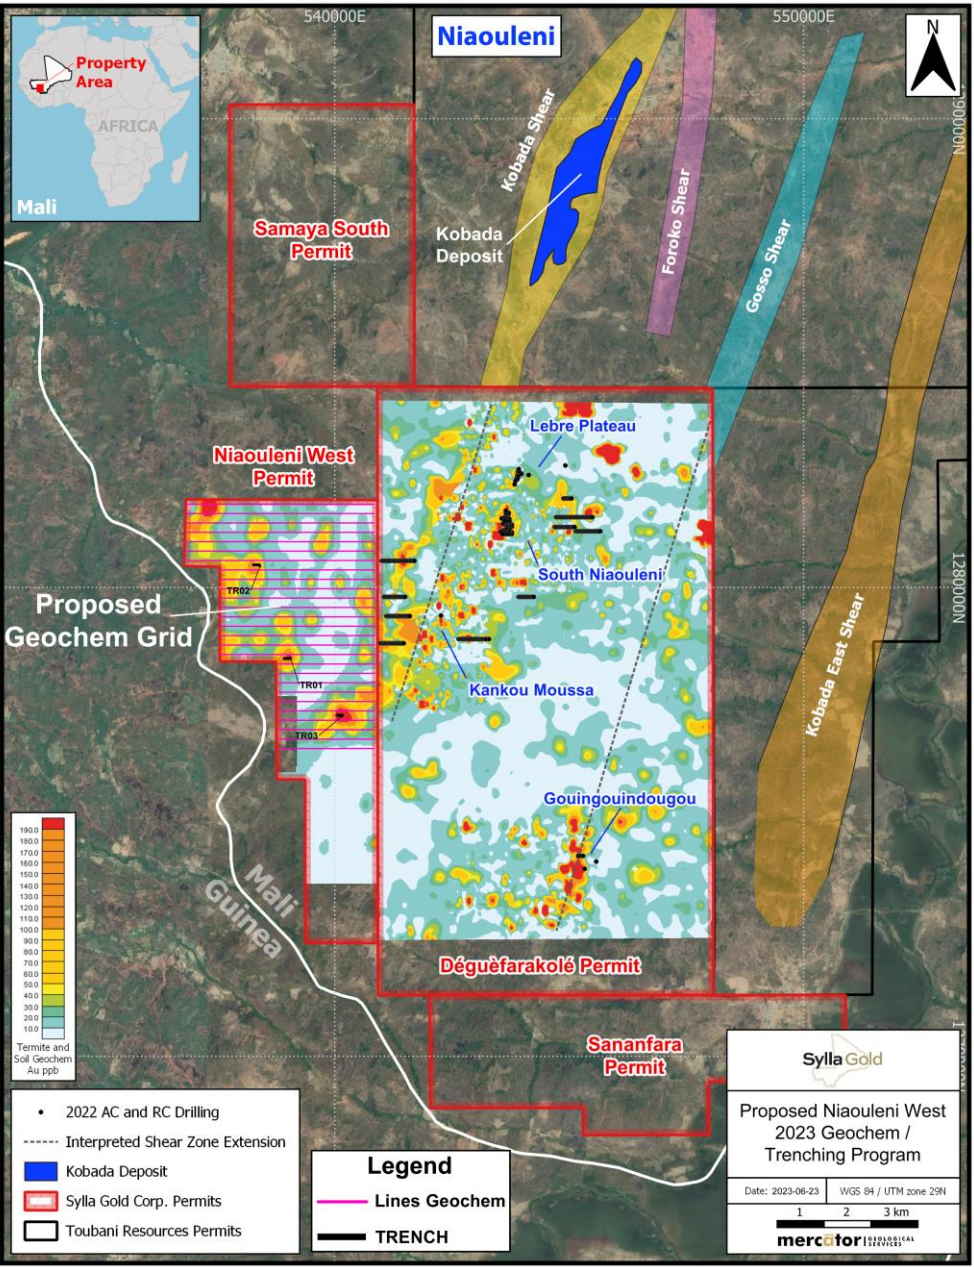 540000E
550000E
Niaouleni
N
Property
Area
AFRICA
Mali
1290000N
Kobada Shear
Foroko Shear
Gosso Shear
Kobada
Deposit
Samaya South
Permit
Lebre Plateau
Niaouleni West
Permit
South Niaouleni
1280000N
TR02
Proposed
Geochem Grid
Kobada East Shear
TR01
Kankou Moussa
TR03
Gouingouindougou
Mali
Guinea
190.0
180.0
170.0
160.0
150.0
140.0
130.0
120.0
110.0
100.0
90.0
80.0
70.0
60.0
50.0
40.0
30.0
20.0
10.0
Termite and
Soil Geochem
Au ppb
Déguèfarakolé Permit
Sananfara
Permit
Sylla Gold
Proposed Niaouleni West
2023 Geochem /
Trenching Program
Date: 2023-06-23
WGS 84 / UTM zone 29N
1 2 3 km
mercator GEOLOGICAL
SERVICES
2022 AC and RC Drilling
Interpreted Shear Zone Extension
Kobada Deposit
Sylla Gold Corp. Permits
Toubani Resources Permits
Legend
Lines Geochem
TRENCH